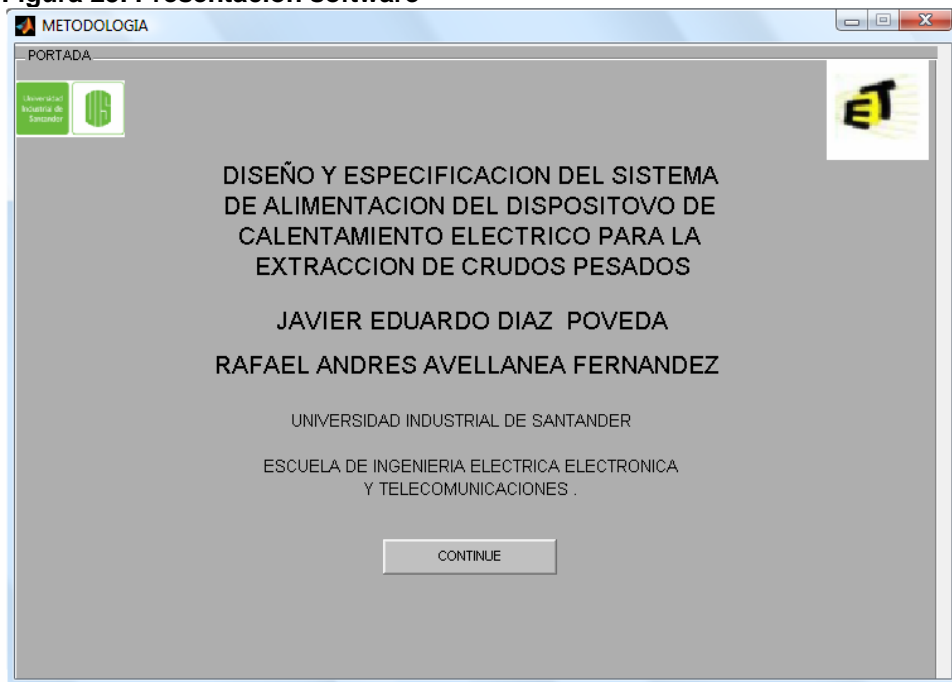 Figura 23. Presentación software
METODOLOGIA
PORTADA
Universidad
Industrial de
Santander
ET
DISEÑO Y ESPECIFICACION DEL SISTEMA
DE ALIMENTACION DEL DISPOSITOVO DE
CALENTAMIENTO ELECTRICO PARA LA
EXTRACCION DE CRUDOS PESADOS
JAVIER EDUARDO DIAZ POVEDA
RAFAEL ANDRES AVELLANEA FERNANDEZ
UNIVERSIDAD INDUSTRIAL DE SANTANDER
ESCUELA DE INGENIERIA ELECTRICA ELECTRONICA
Y TELECOMUNICACIONES .
CONTINUE